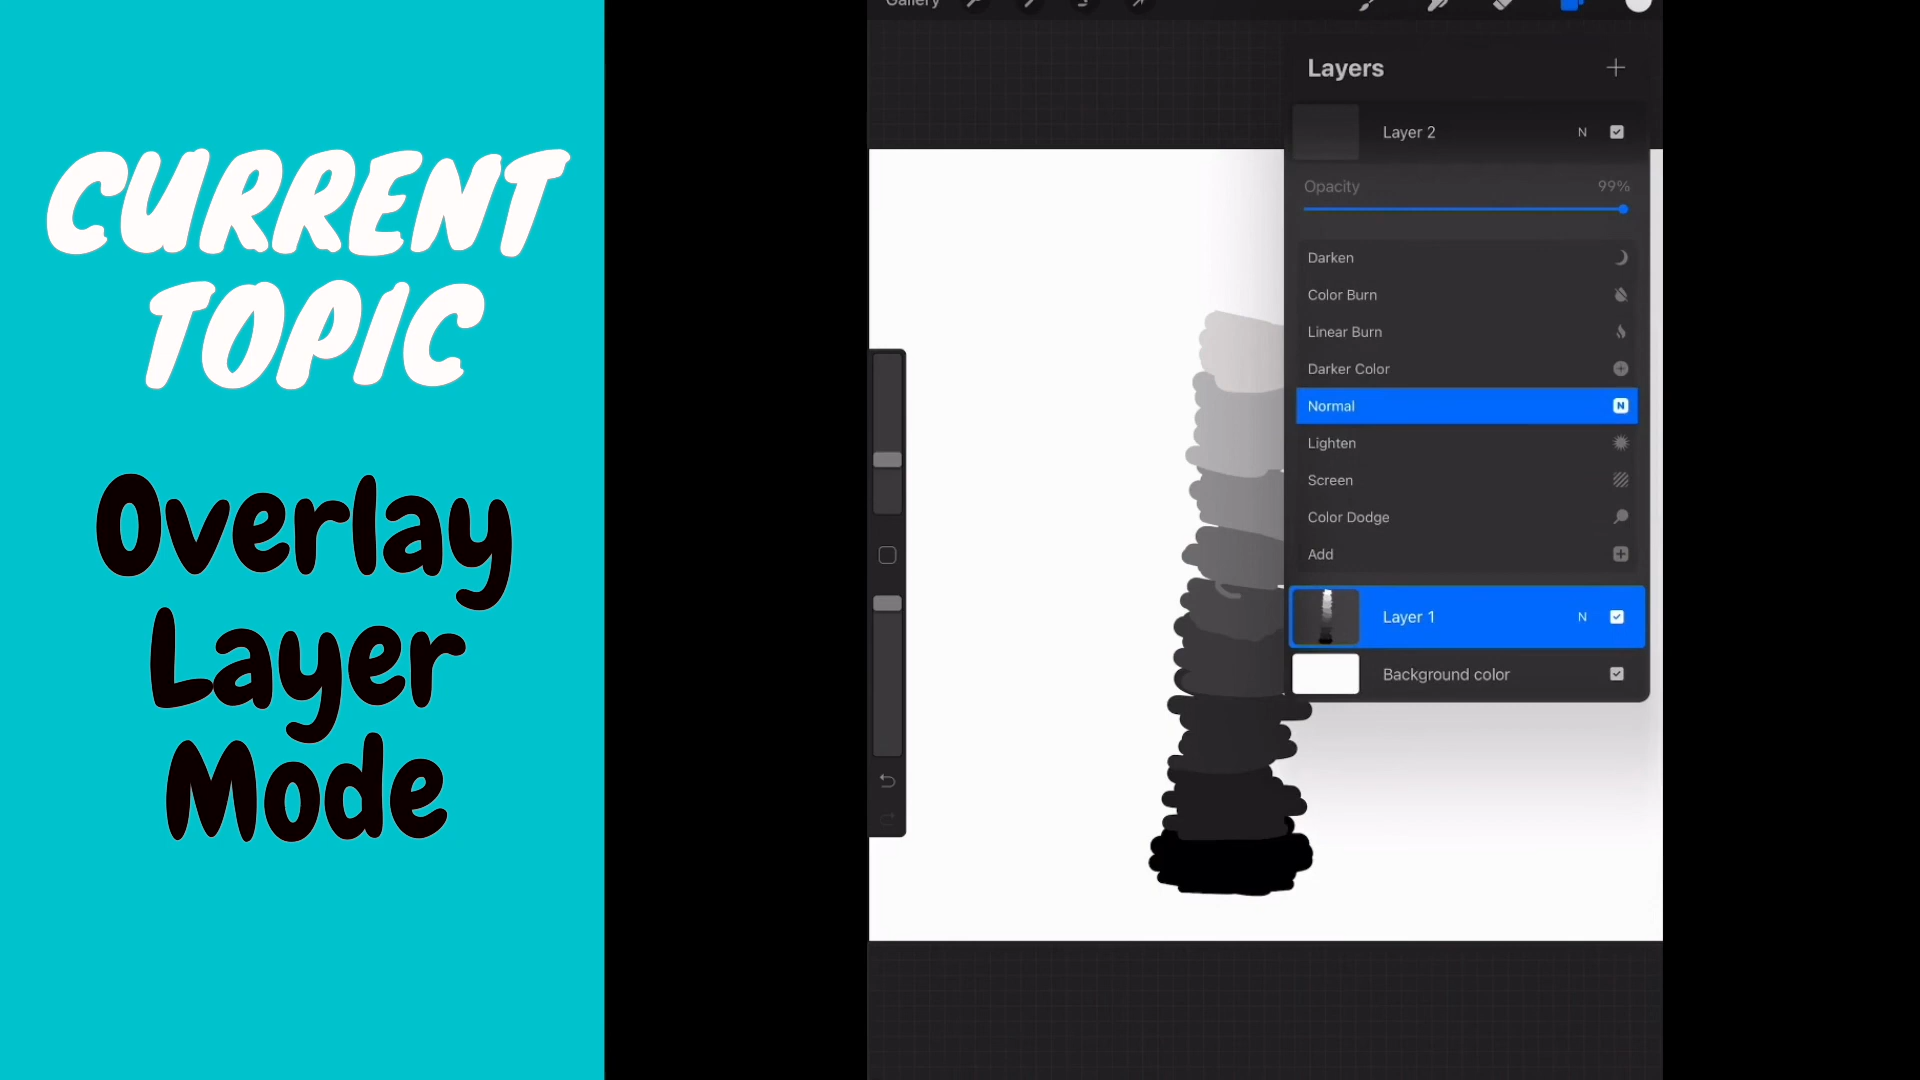 CURRENT
TOPIC
Overlay
Layer
Mode
Gallery
Layers
Layer 2 N
Opacity 99%
Darken
Color Burn
Linear Burn
Darker Color
Normal N
Lighten
Screen
Color Dodge
Add
Layer 1 N
Background color